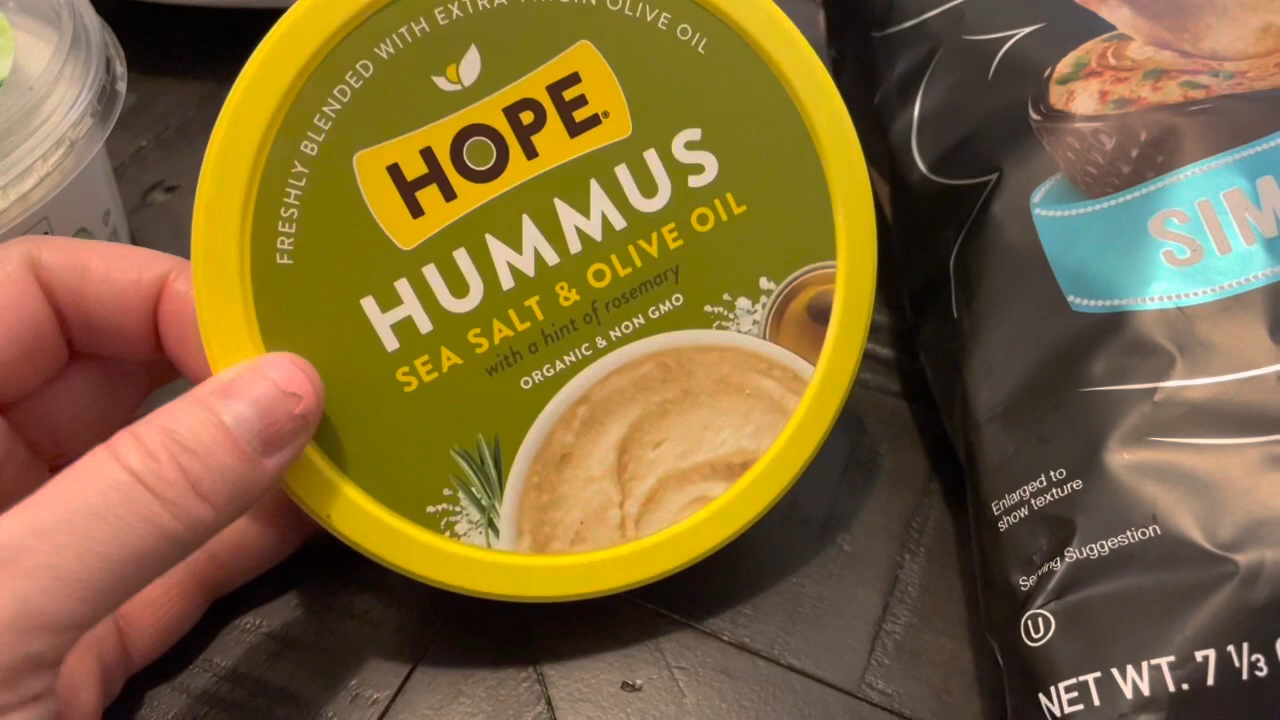 FRESHLY BLENDED WITH EXTRA VIRGIN OLIVE OIL
HOPE®
HUMMUS
SEA SALT & OLIVE OIL
with a hint of rosemary
ORGANIC & NON GMO
SIM
Enlarged to
show texture
Serving Suggestion
U
NET WT. 7 1/3